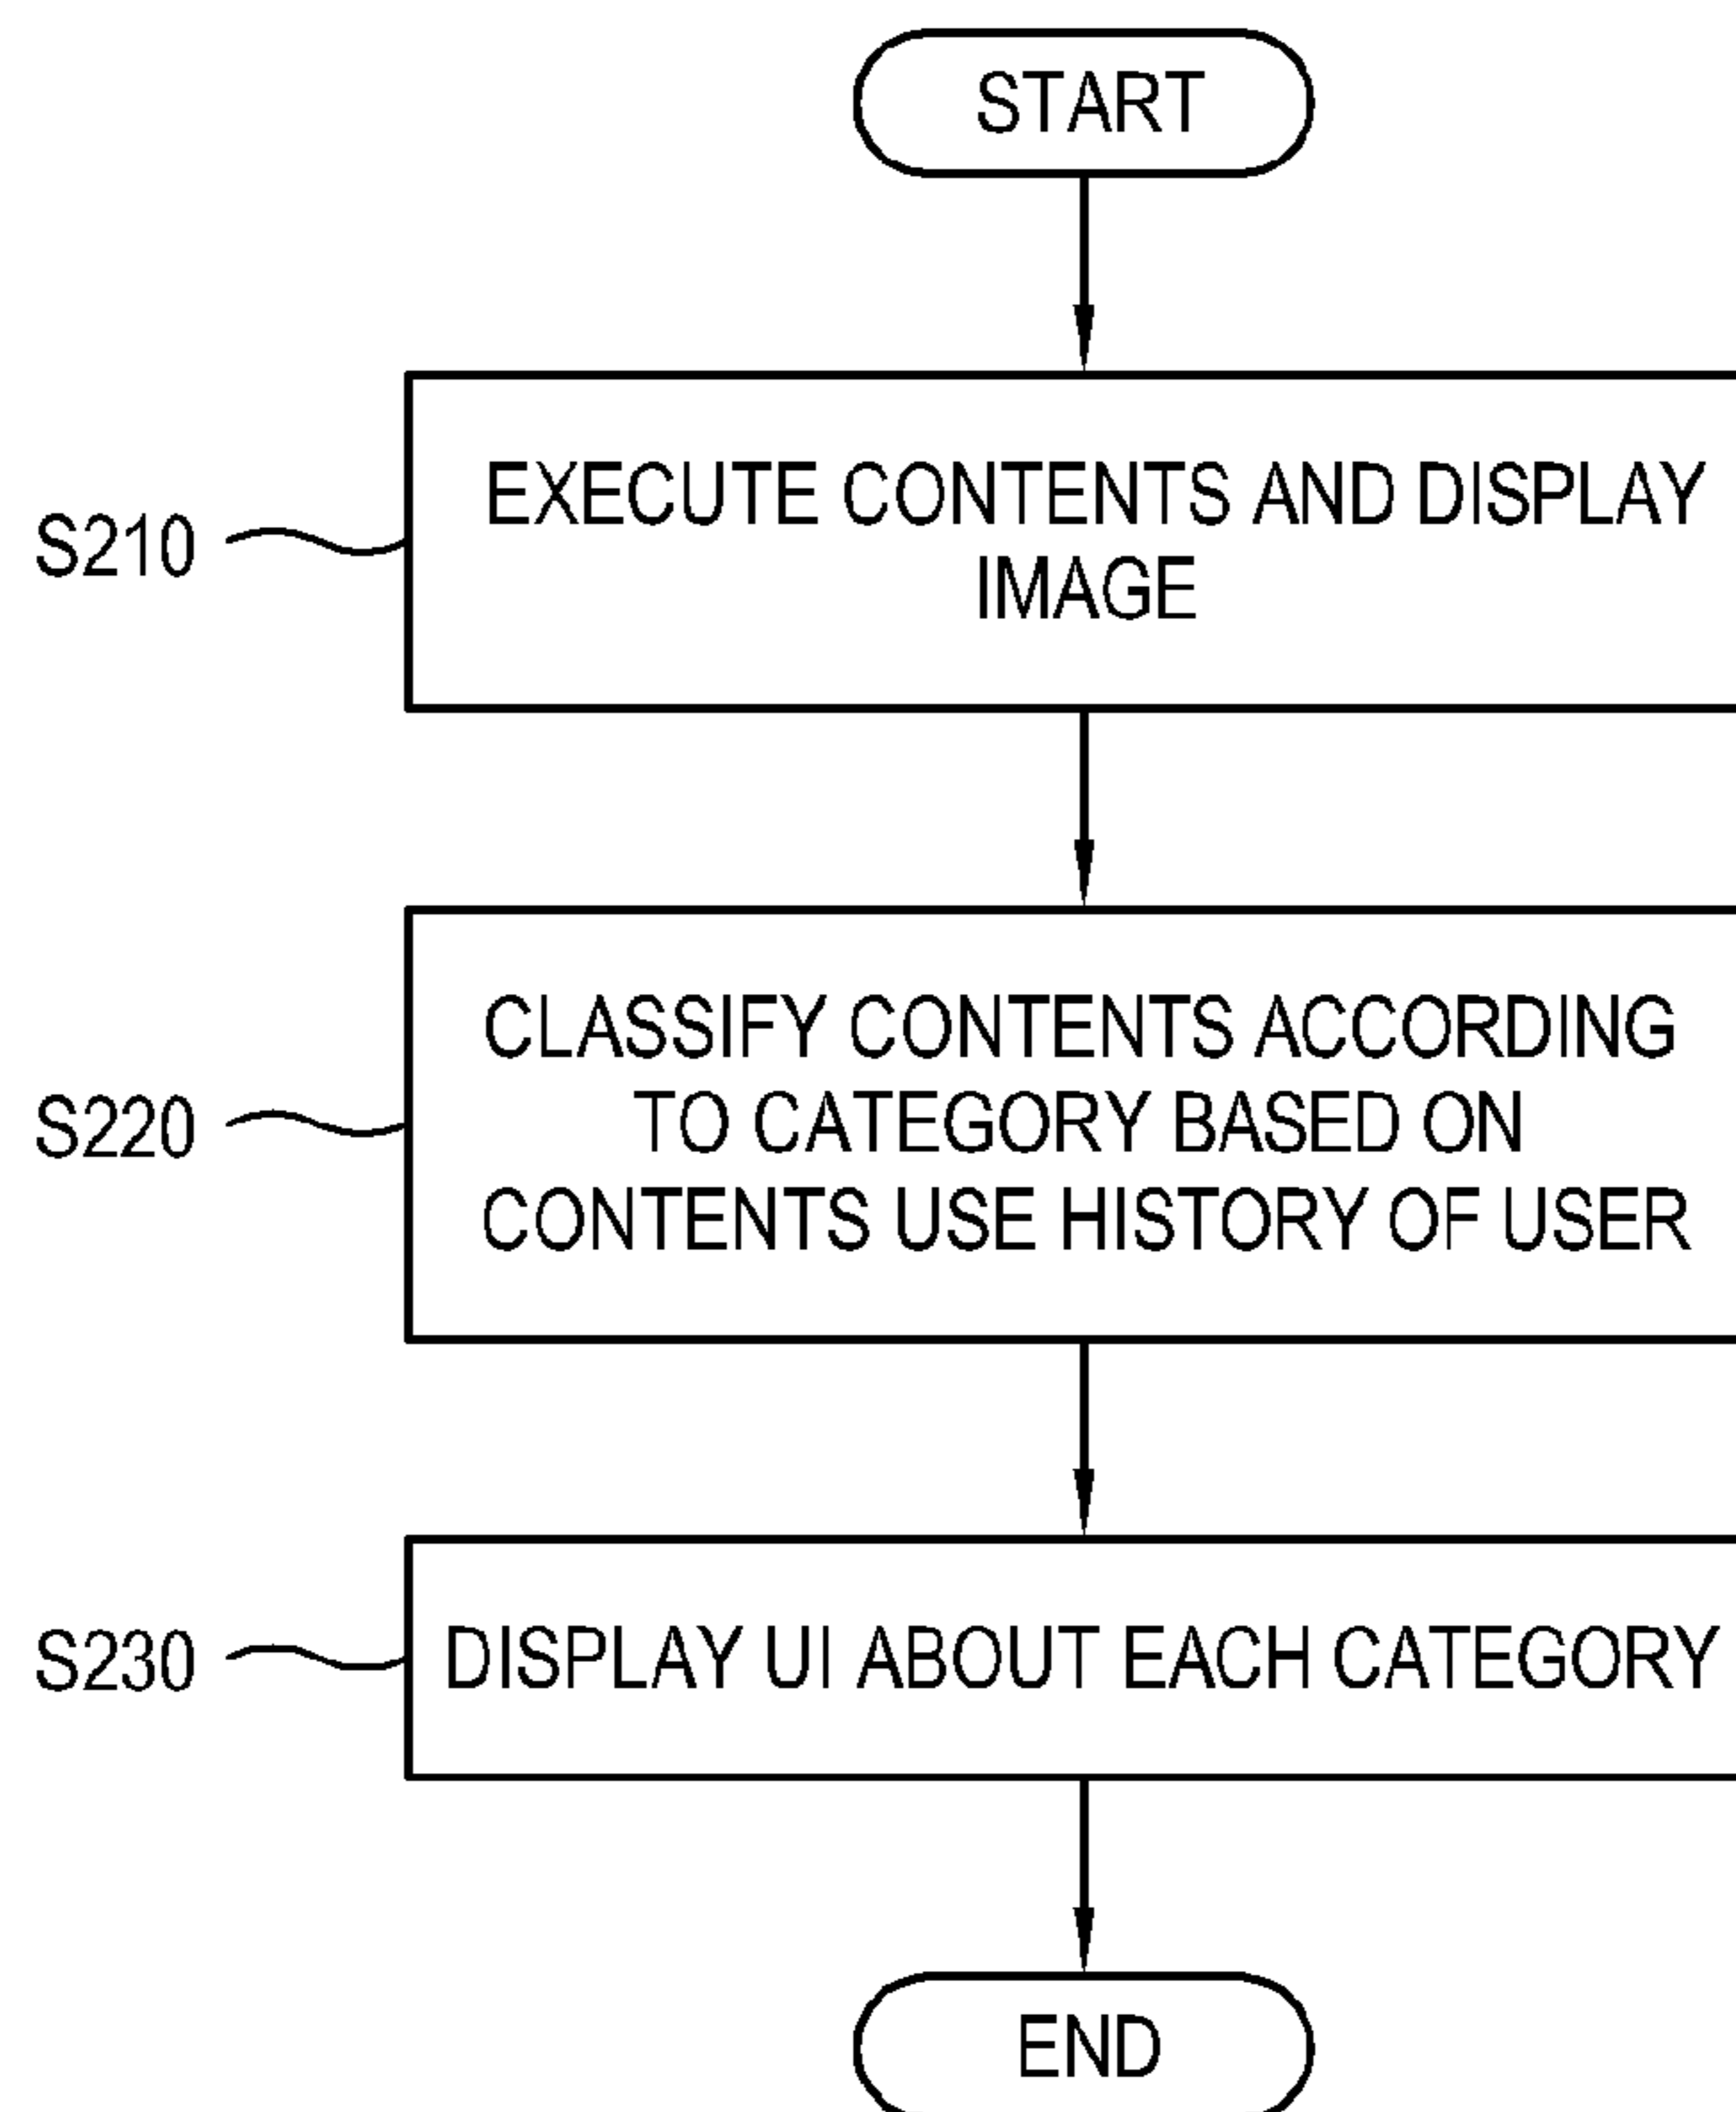 START
S210
EXECUTE CONTENTS AND DISPLAY
IMAGE
S220
CLASSIFY CONTENTS ACCORDING
TO CATEGORY BASED ON
CONTENTS USE HISTORY OF USER
S230
DISPLAY UI ABOUT EACH CATEGORY
END